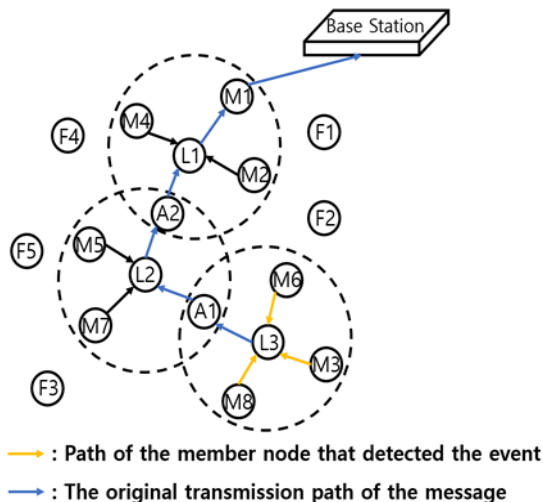 Base Station
M1
M4
F4
F1
L1
M2
A2
F2
M5
F5
L2
M6
M7
A1
L3
M3
F3
M8
: Path of the member node that detected the event
: The original transmission path of the message